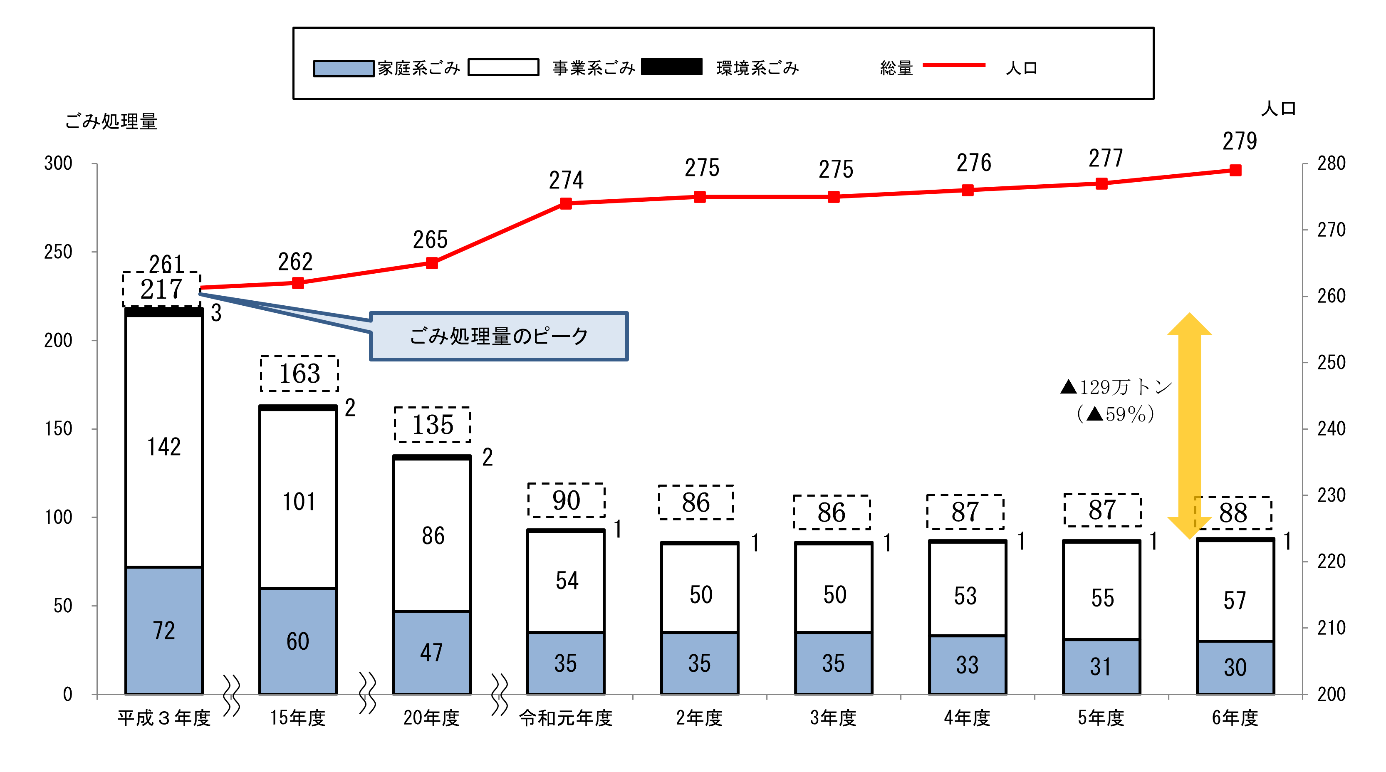 家庭系ごみ 事業系ごみ 環境系ごみ 総量 人口
ごみ処理量 人口
300 280
250 270
200 260
150 250
100 240
50 230
0 220
210
200
261 262 265 274 275 275 276 277 279
217 163 135 90 86 86 87 87 88
3 2 2 1 1 1 1 1 1
142 101 86 54 50 50 53 55 57
72 60 47 35 35 35 33 31 30
ごみ処理量のピーク
▲129万トン
(▲59%)
平成３年度 15年度 20年度 令和元年度 2年度 3年度 4年度 5年度 6年度